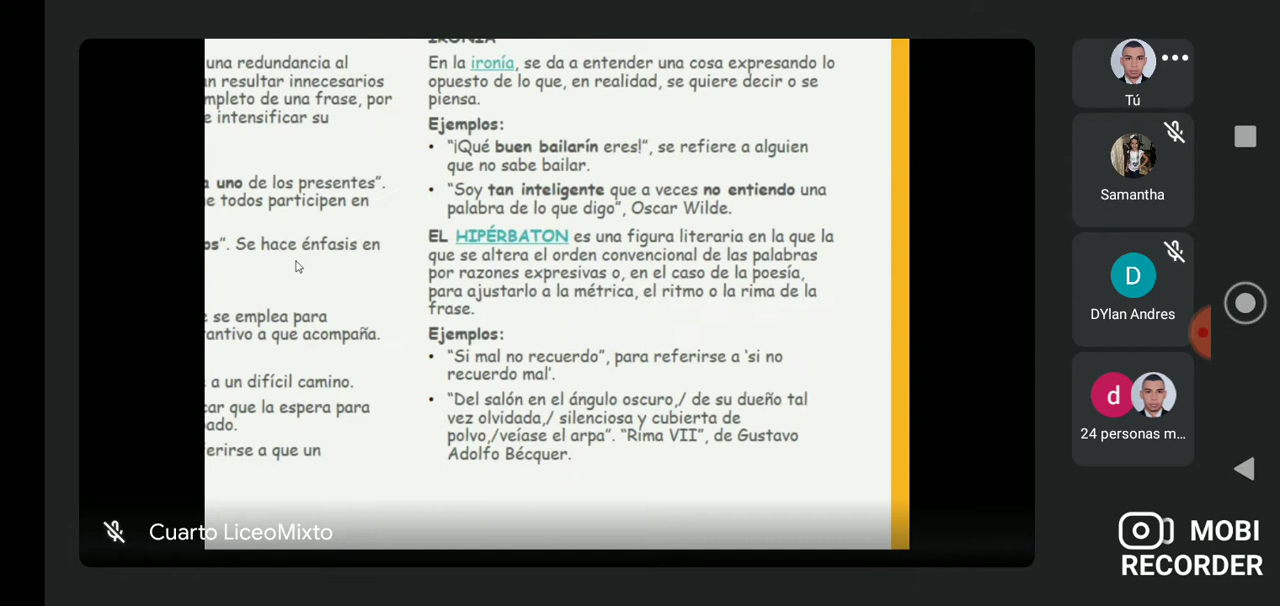 una redundancia al
n resultar innecesarios
mpleto de una frase, por
e intensificar su
a uno de los presentes".
e todos participen en
os". Se hace énfasis en
e se emplea para
antivo a que acompaña.
e a un difícil camino.
car que la espera para
ado.
erirse a que un
IRONÍA
En la ironía, se da a entender una cosa expresando lo
opuesto de lo que, en realidad, se quiere decir o se
piensa.
Ejemplos:
• "¡Qué buen bailarín eres!", se refiere a alguien
que no sabe bailar.
• "Soy tan inteligente que a veces no entiendo una
palabra de lo que digo", Oscar Wilde.
EL HIPÉRBATON es una figura literaria en la que la
que se altera el orden convencional de las palabras
por razones expresivas o, en el caso de la poesía,
para ajustarlo a la métrica, el ritmo o la rima de la
frase.
Ejemplos:
• "Si mal no recuerdo", para referirse a 'si no
recuerdo mal'.
• "Del salón en el ángulo oscuro,/ de su dueño tal
vez olvidada,/ silenciosa y cubierta de
polvo,/veíase el arpa". "Rima VII", de Gustavo
Adolfo Bécquer.
Cuarto LiceoMixto
Tú
Samantha
D
DYlan Andres
d
24 personas m...
MOBI
RECORDER